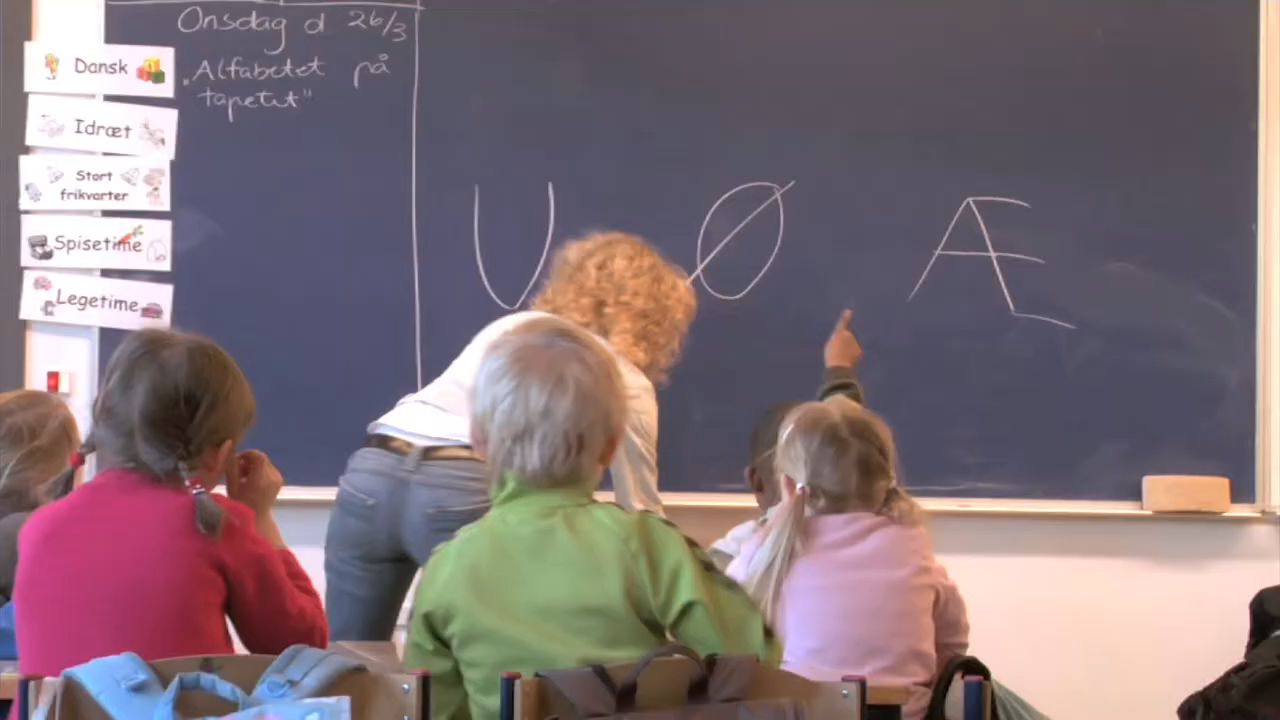 Onsdag d 26/3
"Alfabetet på
tapetet"
Dansk
Idræt
Stort
frikvarter
Spisetime
Legetime
U Ø Æ